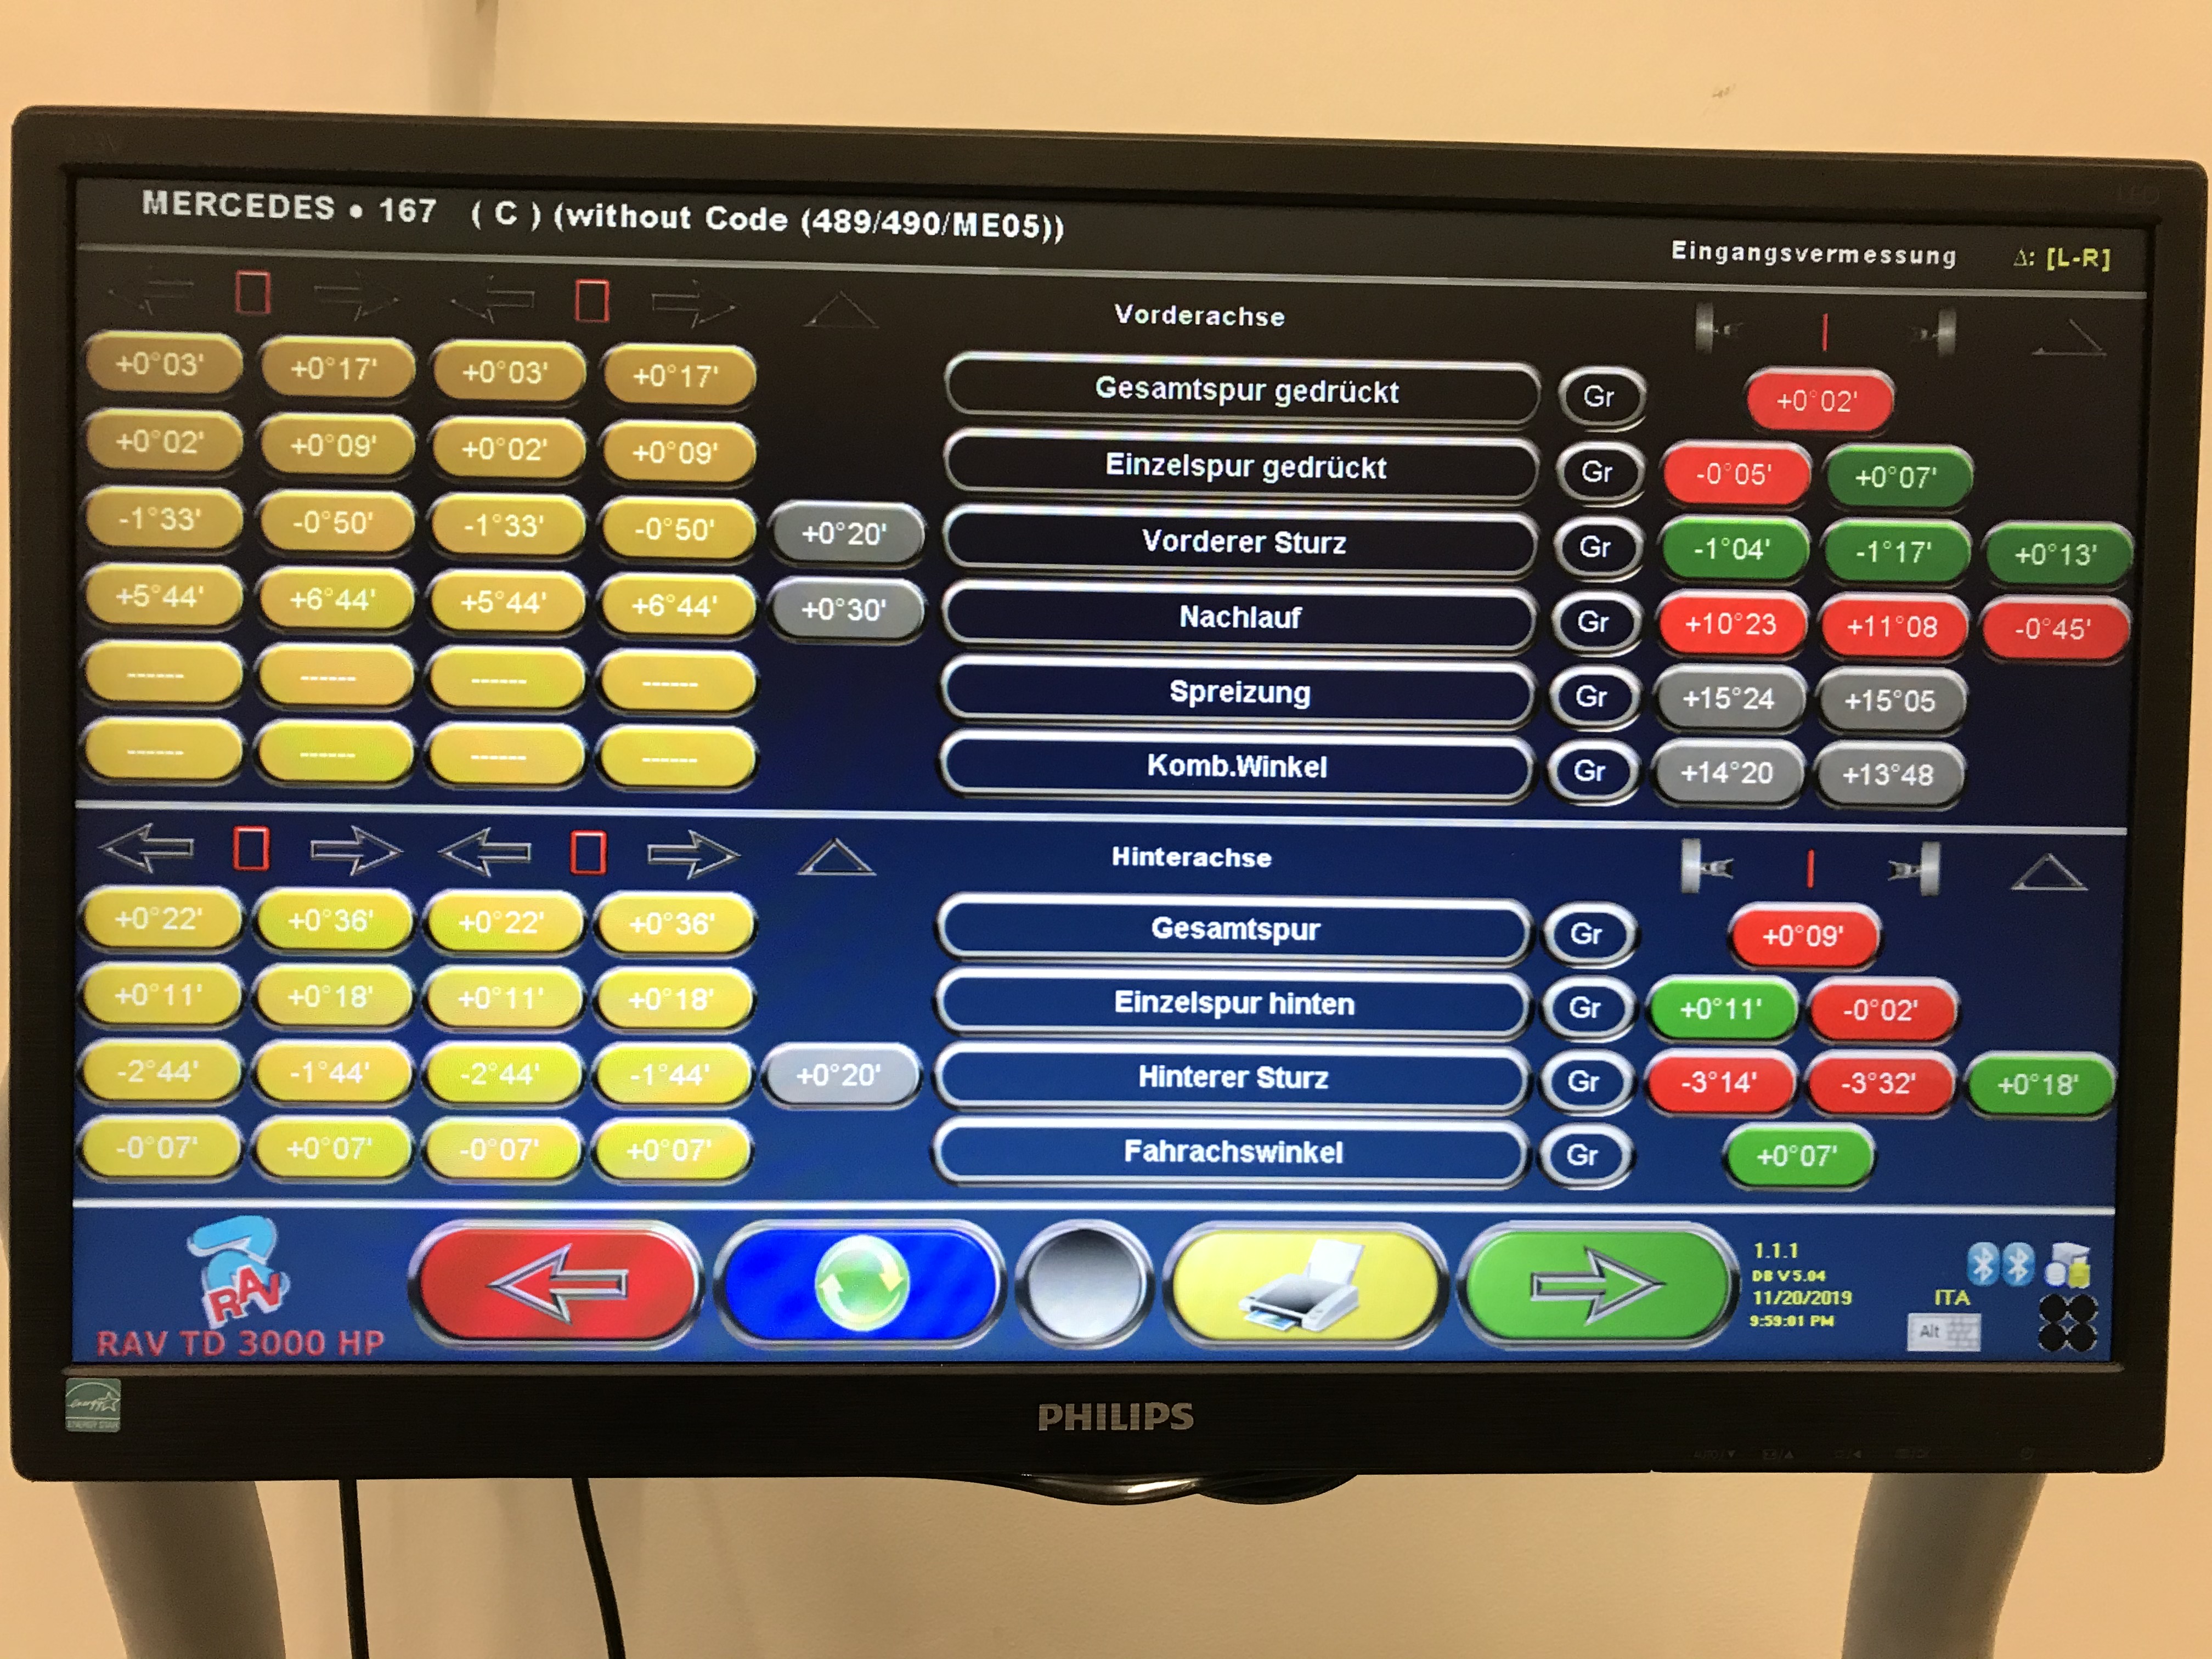 MERCEDES • 167 ( C ) (without Code (489/490/ME05))
Eingangsvermessung Δ: [L-R]
Vorderachse
+0°03' +0°17' +0°03' +0°17' Gesamtspur gedrückt Gr +0°02'
+0°02' +0°09' +0°02' +0°09' Einzelspur gedrückt Gr -0°05' +0°07'
-1°33' -0°50' -1°33' -0°50' +0°20' Vorderer Sturz Gr -1°04' -1°17' +0°13'
+5°44' +6°44' +5°44' +6°44' +0°30' Nachlauf Gr +10°23 +11°08 -0°45'
------ ------ ------ ------ Spreizung Gr +15°24 +15°05
------ ------ ------ ------ Komb.Winkel Gr +14°20 +13°48
Hinterachse
+0°22' +0°36' +0°22' +0°36' Gesamtspur Gr +0°09'
+0°11' +0°18' +0°11' +0°18' Einzelspur hinten Gr +0°11' -0°02'
-2°44' -1°44' -2°44' -1°44' +0°20' Hinterer Sturz Gr -3°14' -3°32' +0°18'
-0°07' +0°07' -0°07' +0°07' Fahrachswinkel Gr +0°07'
RAV
RAV TD 3000 HP
1.1.1
DB V 5.04
11/20/2019
9:59:01 PM
ITA
Alt
PHILIPS